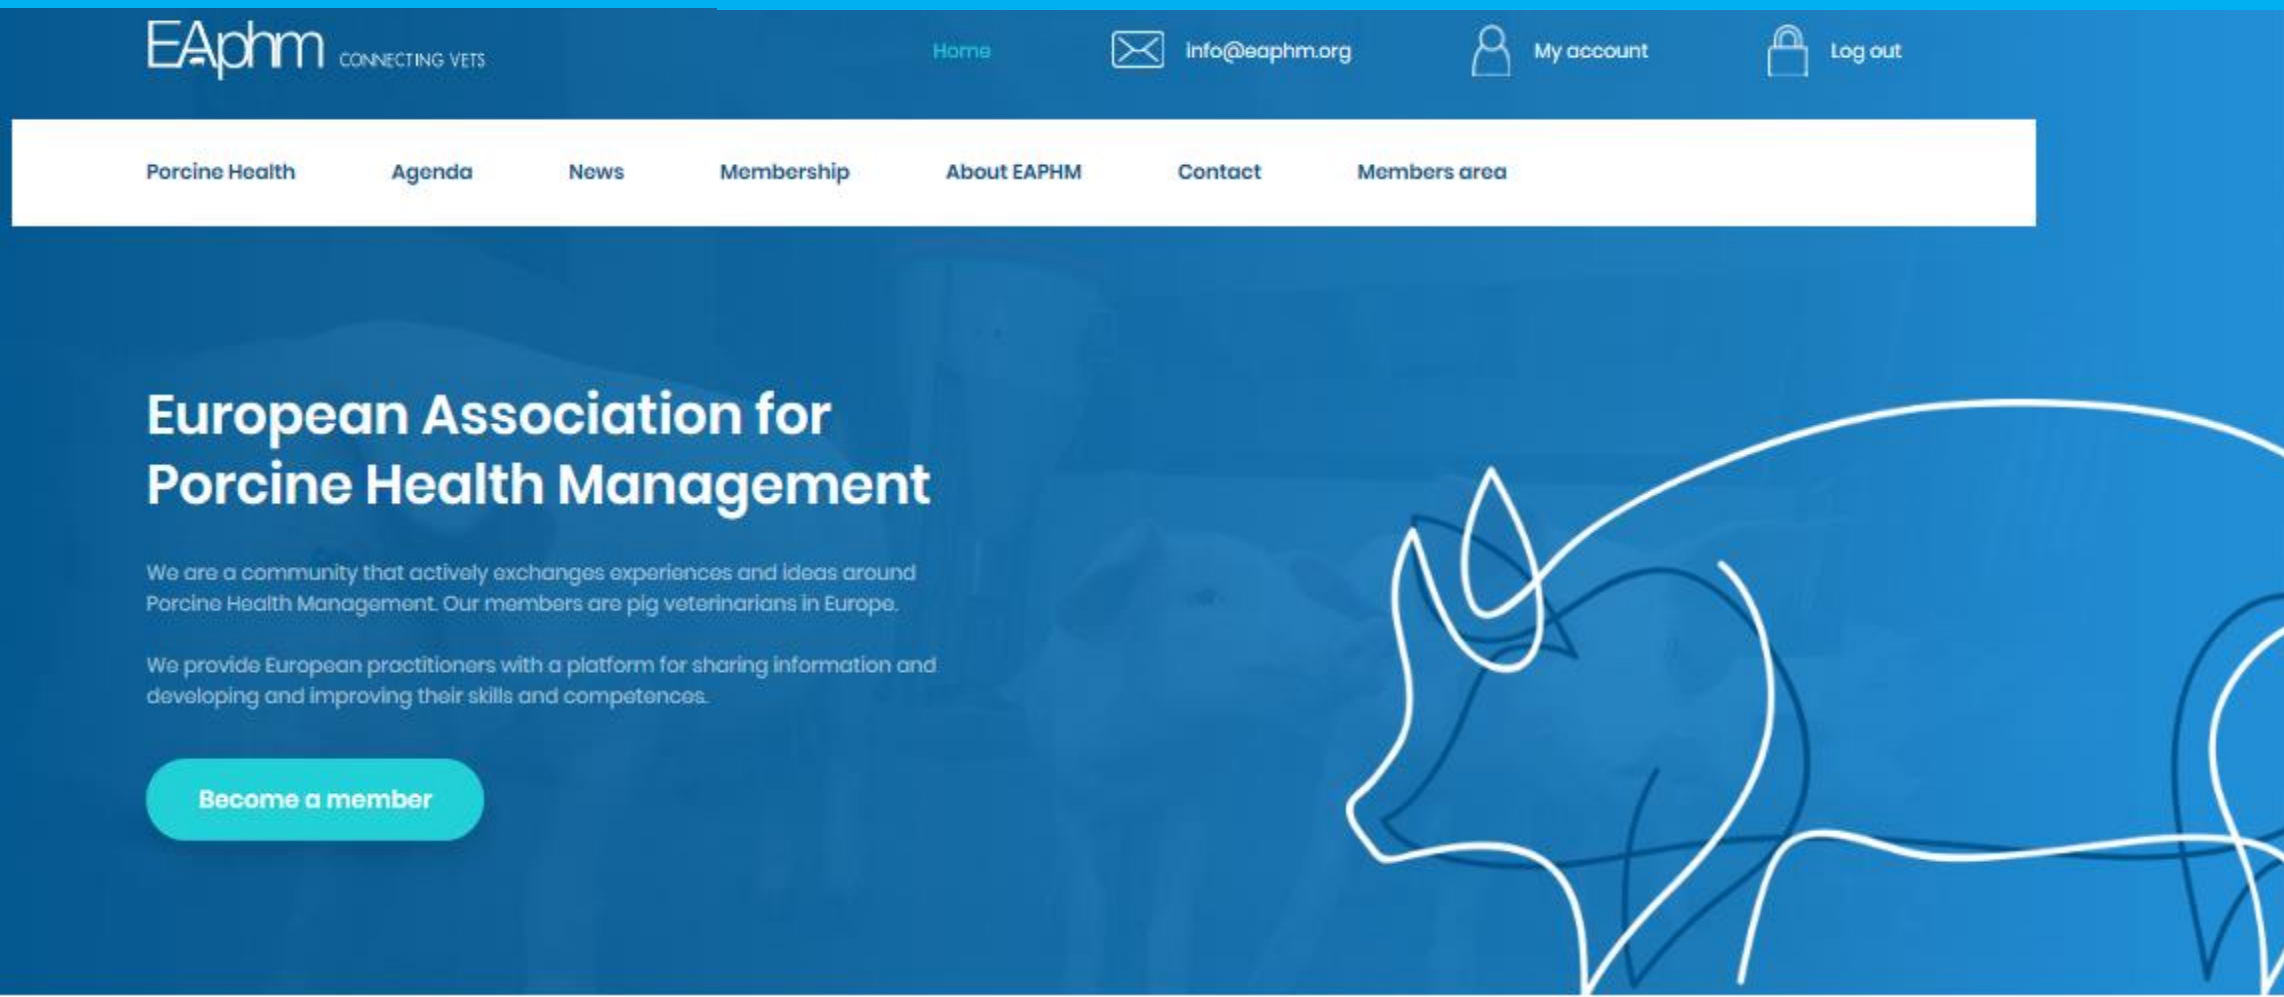 EAphm CONNECTING VETS
Home
info@eaphm.org
My account
Log out
Porcine Health
Agenda
News
Membership
About EAPHM
Contact
Members area
European Association for
Porcine Health Management
We are a community that actively exchanges experiences and ideas around
Porcine Health Management. Our members are pig veterinarians in Europe.
We provide European practitioners with a platform for sharing information and
developing and improving their skills and competences.
Become a member